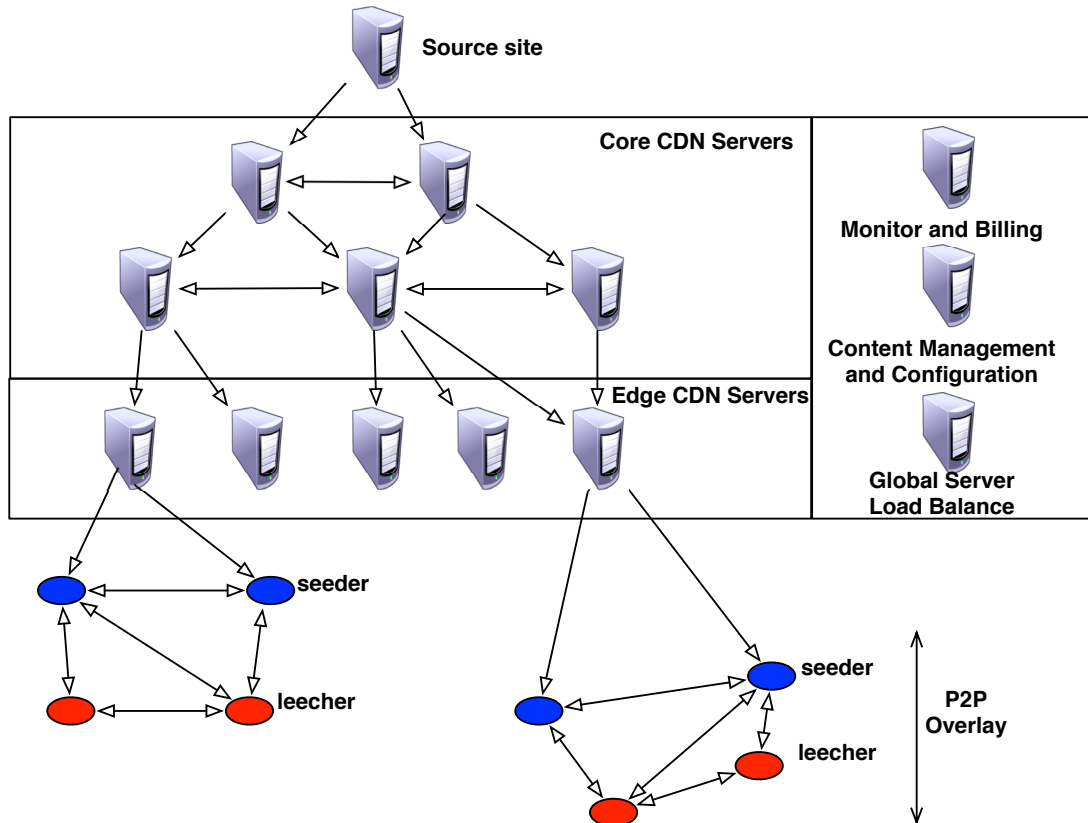 Source site
Core CDN Servers
Monitor and Billing
Content Management
and Configuration
Edge CDN Servers
Global Server
Load Balance
seeder
leecher
seeder
leecher
P2P
Overlay